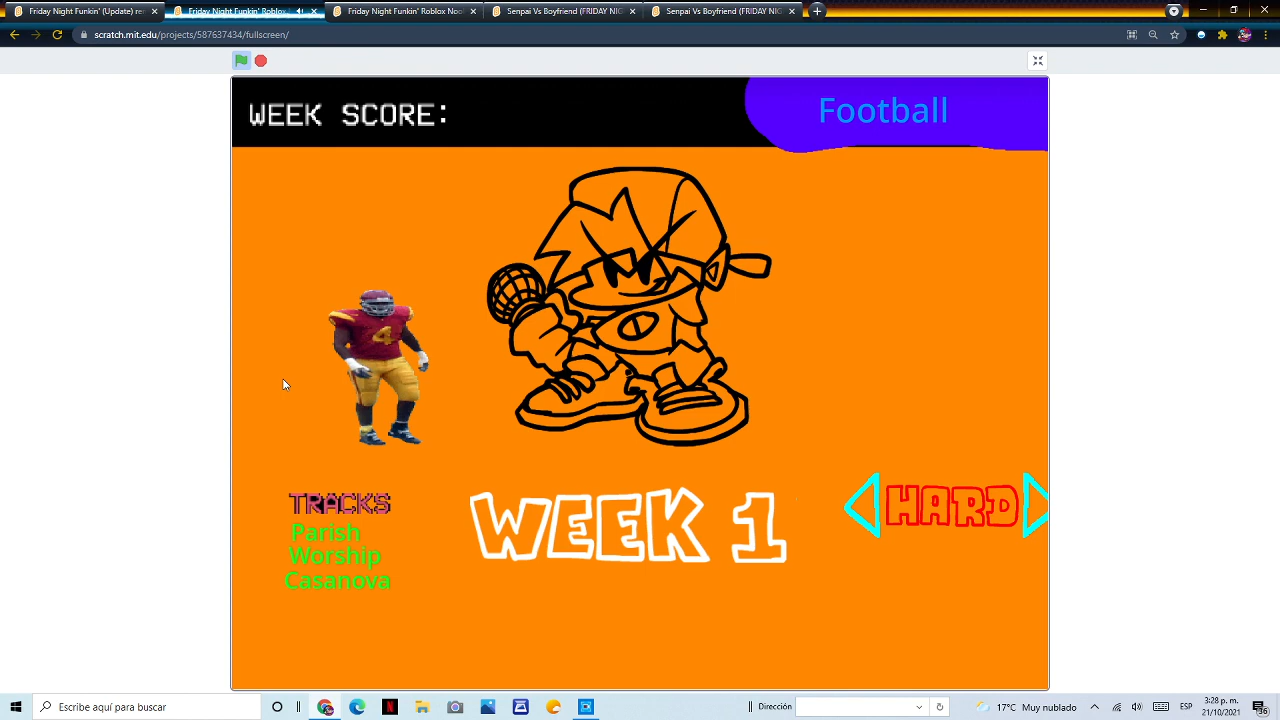 Friday Night Funkin' (Update) re
Friday Night Funkin' Roblox
Friday Night Funkin' Roblox Noo
Senpai Vs Boyfriend (FRIDAY NIG
Senpai Vs Boyfriend (FRIDAY NIG
scratch.mit.edu/projects/587637434/fullscreen/
WEEK SCORE:
Football
4
TRACKS
Parish
Worship
Casanova
WEEK 1
HARD
Escribe aquí para buscar
Dirección
17°C Muy nublado
ESP
3:28 p. m.
21/10/2021